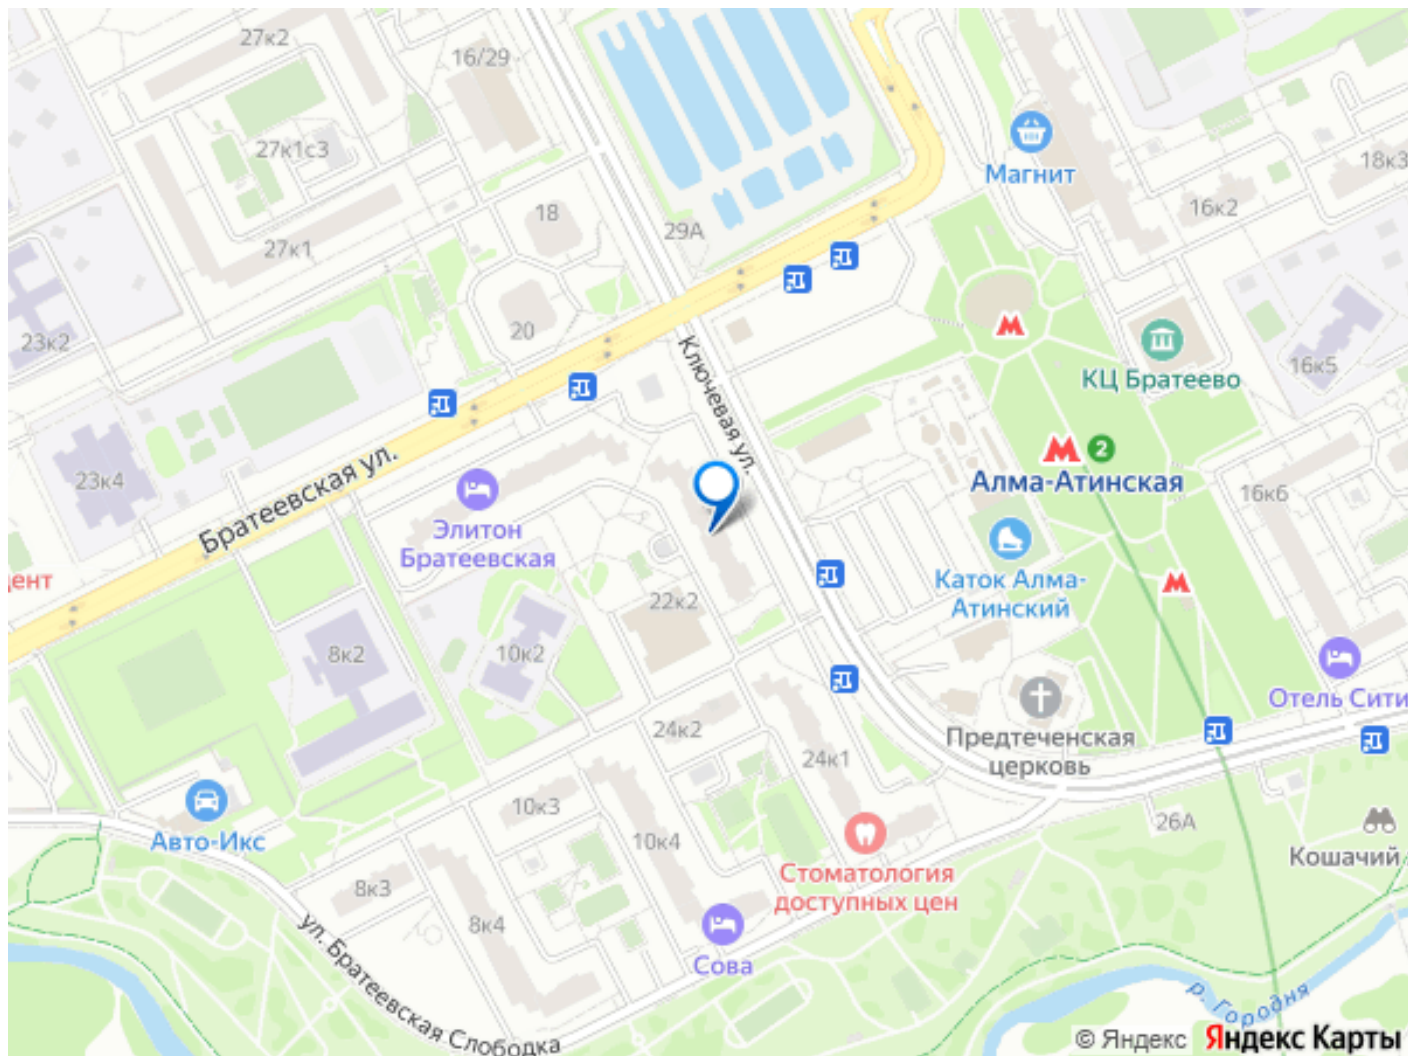 27к2
16/29
Магнит
27к1с3
18к3
16к2
18
29А
27к1
20
23к2
Ключевая ул.
КЦ Братеево
16к5
Братеевская ул.
23к4
2
Алма-Атинская
16к6
Элитон
Братеевская
дент
Каток Алма-
Атинский
22к2
8к2
10к2
Отель Сити
24к2
Предтеченская
церковь
24к1
10к3
26А
Авто-Икс
10к4
Кошачий
Стоматология
доступных цен
8к3
8к4
Сова
ул. Братеевская Слободка
р. Городня
© Яндекс Яндекс Карты